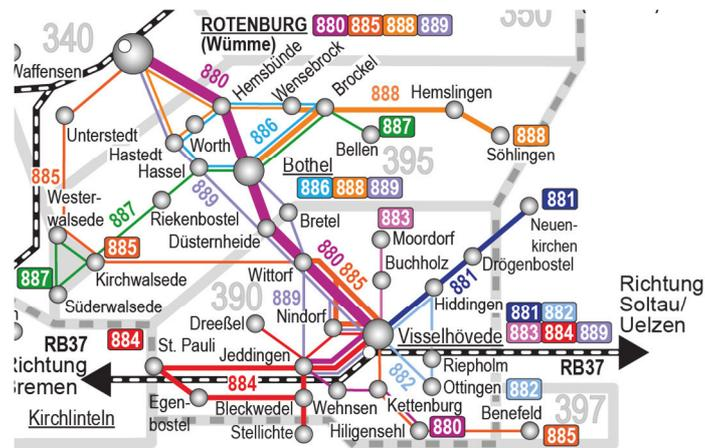 340
ROTENBURG 880 885 888 889
(Wümme)
350
Waffensen
880
Hemsbünde
Wensebrock
Brockel
888
Hemslingen
Unterstedt
Worth
886
887
888
Hastedt
Bellen
Söhlingen
Hassel
Bothel
395
885
889
886 888 889
881
Wester-
walsede
887
Riekenbostel
Bretel
883
Neuen-
kirchen
Düsternheide
Moordorf
885
880
885
Buchholz
881
Drögenbostel
887
Kirchwalsede
Wittorf
Richtung
Soltau/
Uelzen
Süderwalsede
390
889
Hiddingen
881 882
Dreeßel
Nindorf
Visselhövede
883 884 889
RB37
884
St. Pauli
Jeddingen
RB37
Richtung
Bremen
884
882
Riepholm
Ottingen
882
Kirchlinteln
Egen-
bostel
Bleckwedel
Wehnsen
Kettenburg
Benefeld
397
Stellichte
Hiligensehl
880
885